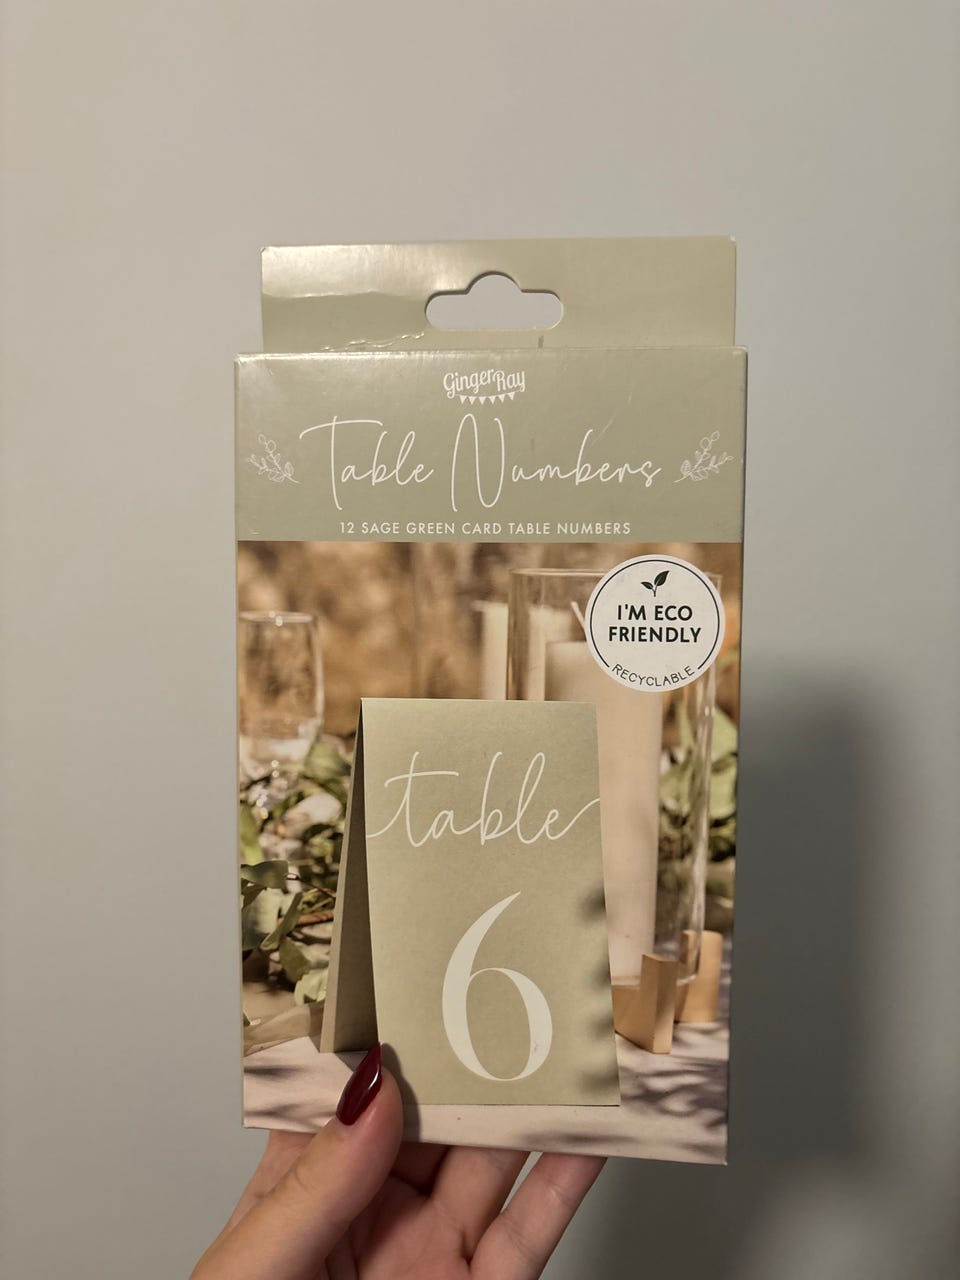 Ginger Ray
Table Numbers
12 SAGE GREEN CARD TABLE NUMBERS
I'M ECO
FRIENDLY
RECYCLABLE
table
6